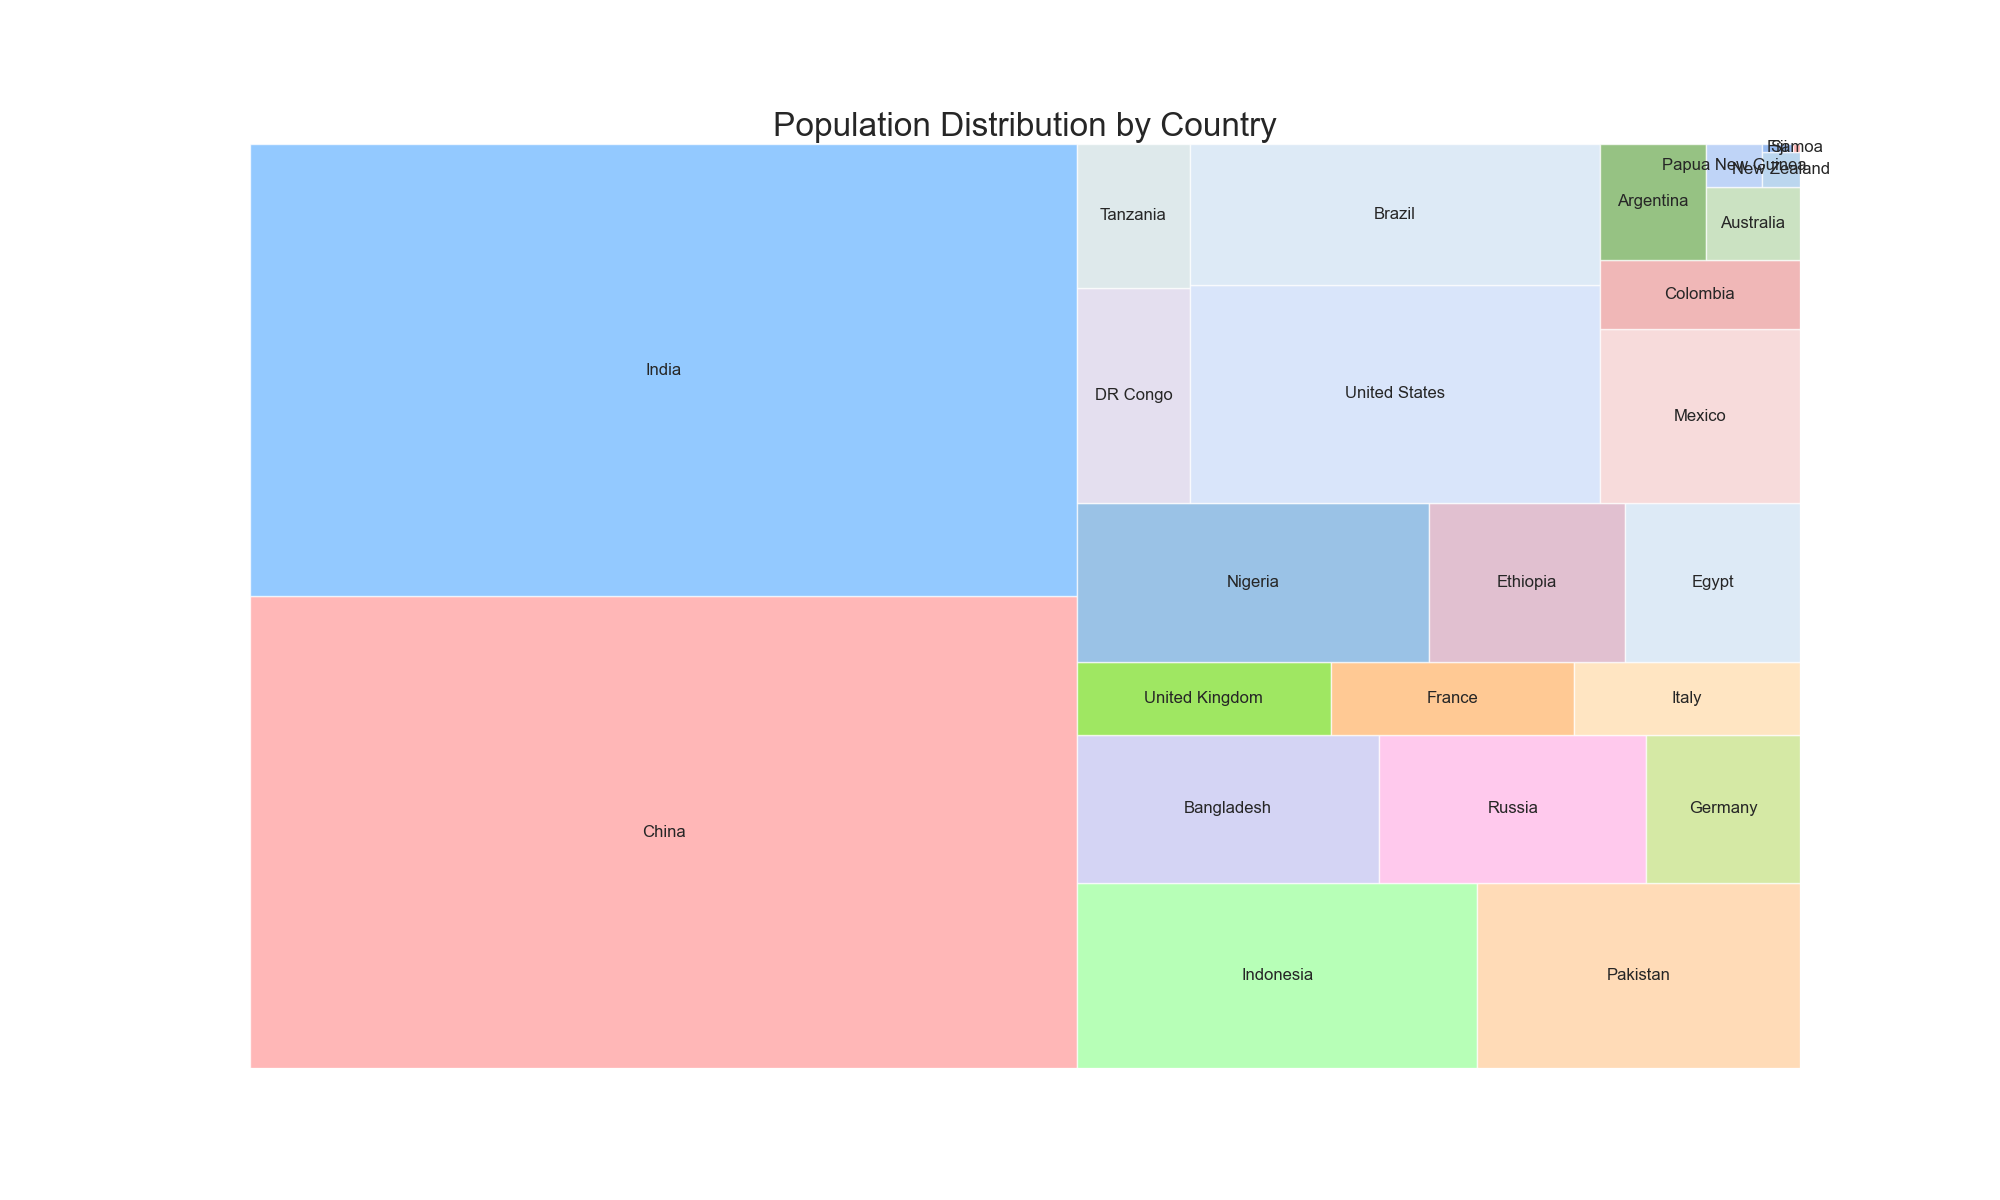 Population Distribution by Country
India
China
Tanzania
Brazil
Argentina
Papua New Guinea
Fiji
Samoa
New Zealand
Australia
Colombia
DR Congo
United States
Mexico
Nigeria
Ethiopia
Egypt
United Kingdom
France
Italy
Bangladesh
Russia
Germany
Indonesia
Pakistan